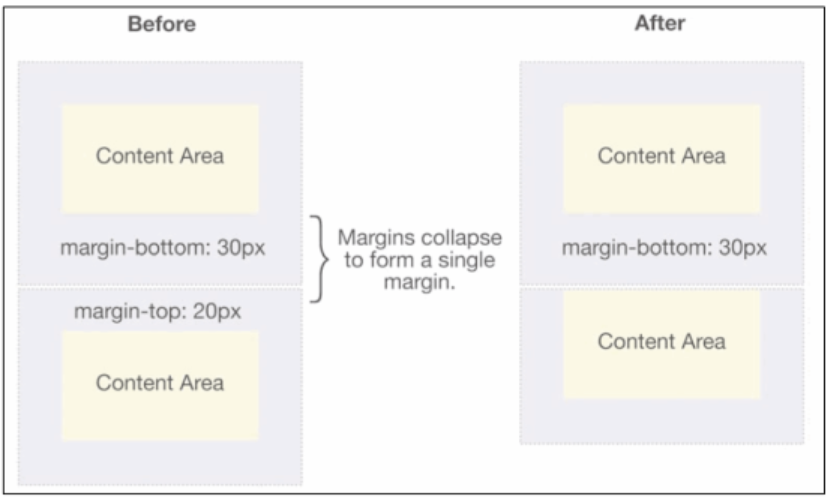 Before
After
Content Area
Content Area
margin-bottom: 30px
Margins collapse
to form a single
margin.
margin-bottom: 30px
margin-top: 20px
Content Area
Content Area